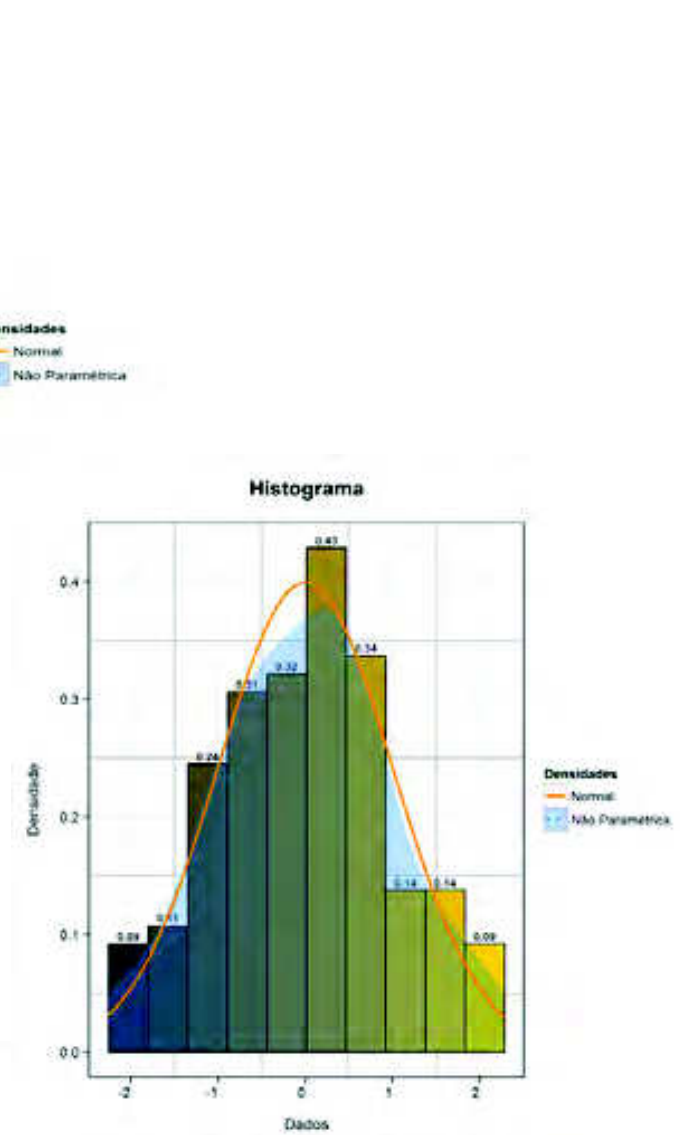 nsidades
Normal
Não Paramétrica
Histograma
0.43
0.4
0.34
0.32
0.31
0.3
0.24
Densidade
Densidades
Normal
Não Paramétrica
0.2
0.14
0.14
0.11
0.1
0.09
0.09
0.0
-2
-1
0
1
2
Dados